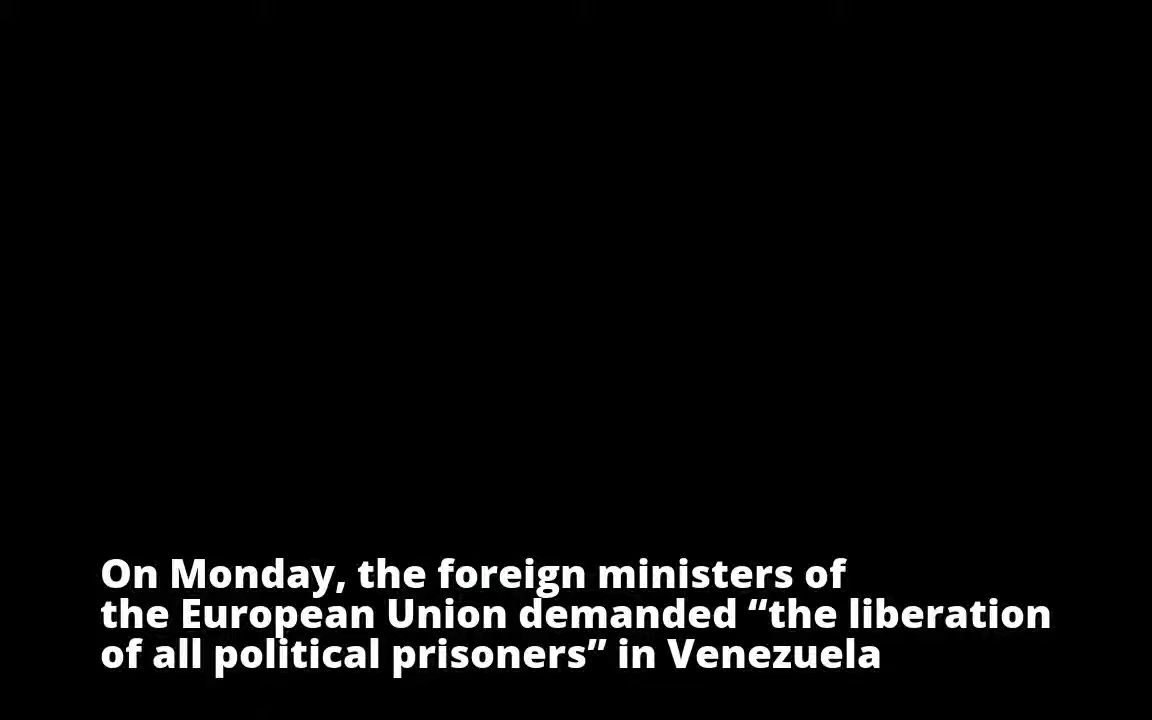 On Monday, the foreign ministers of
the European Union demanded “the liberation
of all political prisoners” in Venezuela